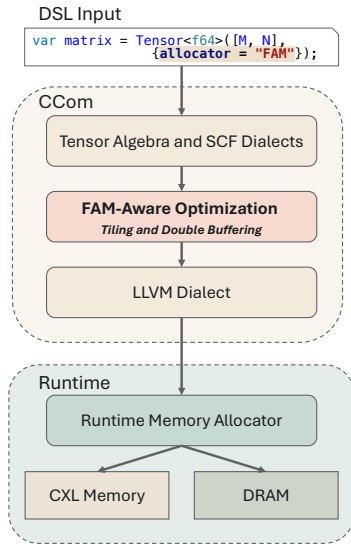 DSL Input
var matrix = Tensor<f64>([M, N],
{allocator = "FAM"});
CCom
Tensor Algebra and SCF Dialects
FAM-Aware Optimization
Tiling and Double Buffering
LLVM Dialect
Runtime
Runtime Memory Allocator
CXL Memory
DRAM